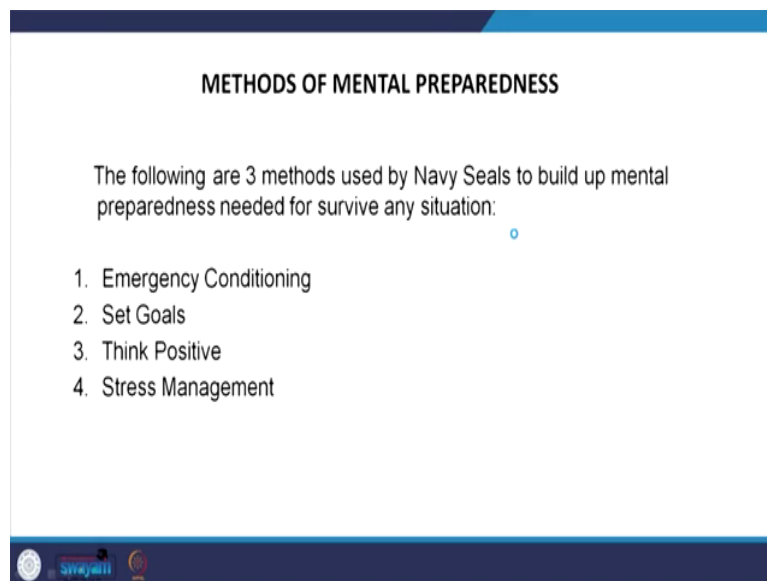 METHODS OF MENTAL PREPAREDNESS
The following are 3 methods used by Navy Seals to build up mental
preparedness needed for survive any situation:
1. Emergency Conditioning
2. Set Goals
3. Think Positive
4. Stress Management
swayam